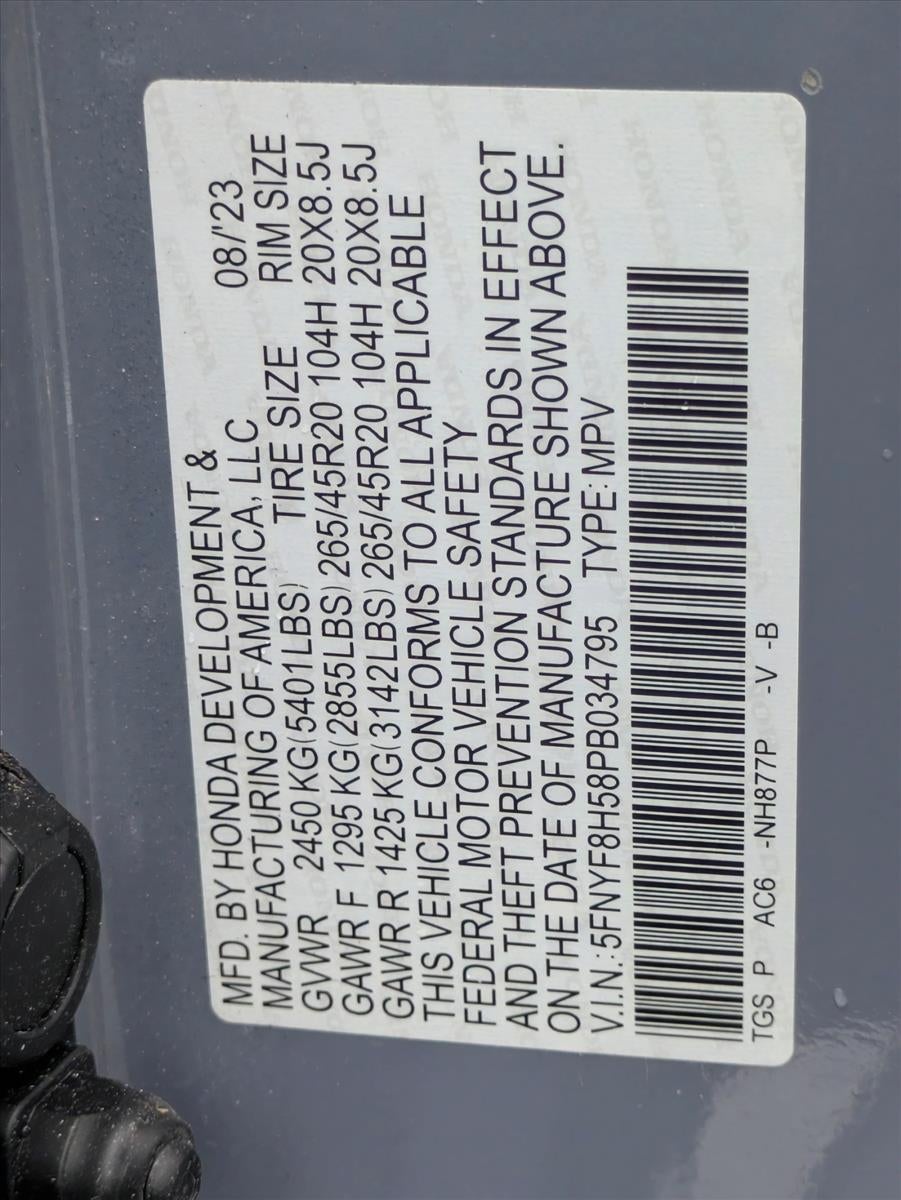 MFD. BY HONDA DEVELOPMENT &
MANUFACTURING OF AMERICA, LLC 08/'23
GVWR 2450 KG(5401LBS) TIRE SIZE RIM SIZE
GAWR F 1295 KG(2855LBS) 265/45R20 104H 20X8.5J
GAWR R 1425 KG(3142LBS) 265/45R20 104H 20X8.5J
THIS VEHICLE CONFORMS TO ALL APPLICABLE
FEDERAL MOTOR VEHICLE SAFETY
AND THEFT PREVENTION STANDARDS IN EFFECT
ON THE DATE OF MANUFACTURE SHOWN ABOVE.
V.I.N.: 5FNYF8H58PB034795 TYPE: MPV
TGS P AC6 -NH877P -V -B